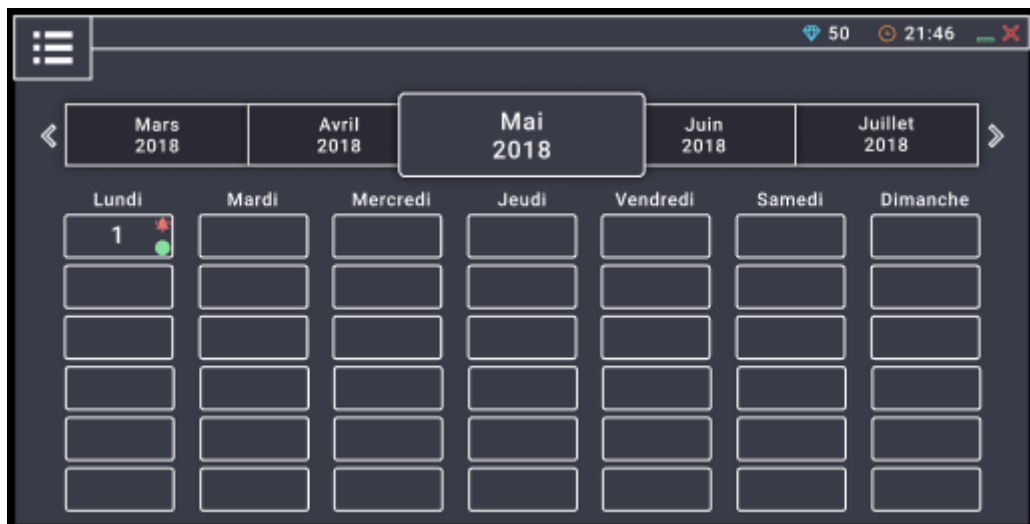 50 21:46
Mars Avril Mai Juin Juillet
2018 2018 2018 2018 2018
Lundi Mardi Mercredi Jeudi Vendredi Samedi Dimanche
1